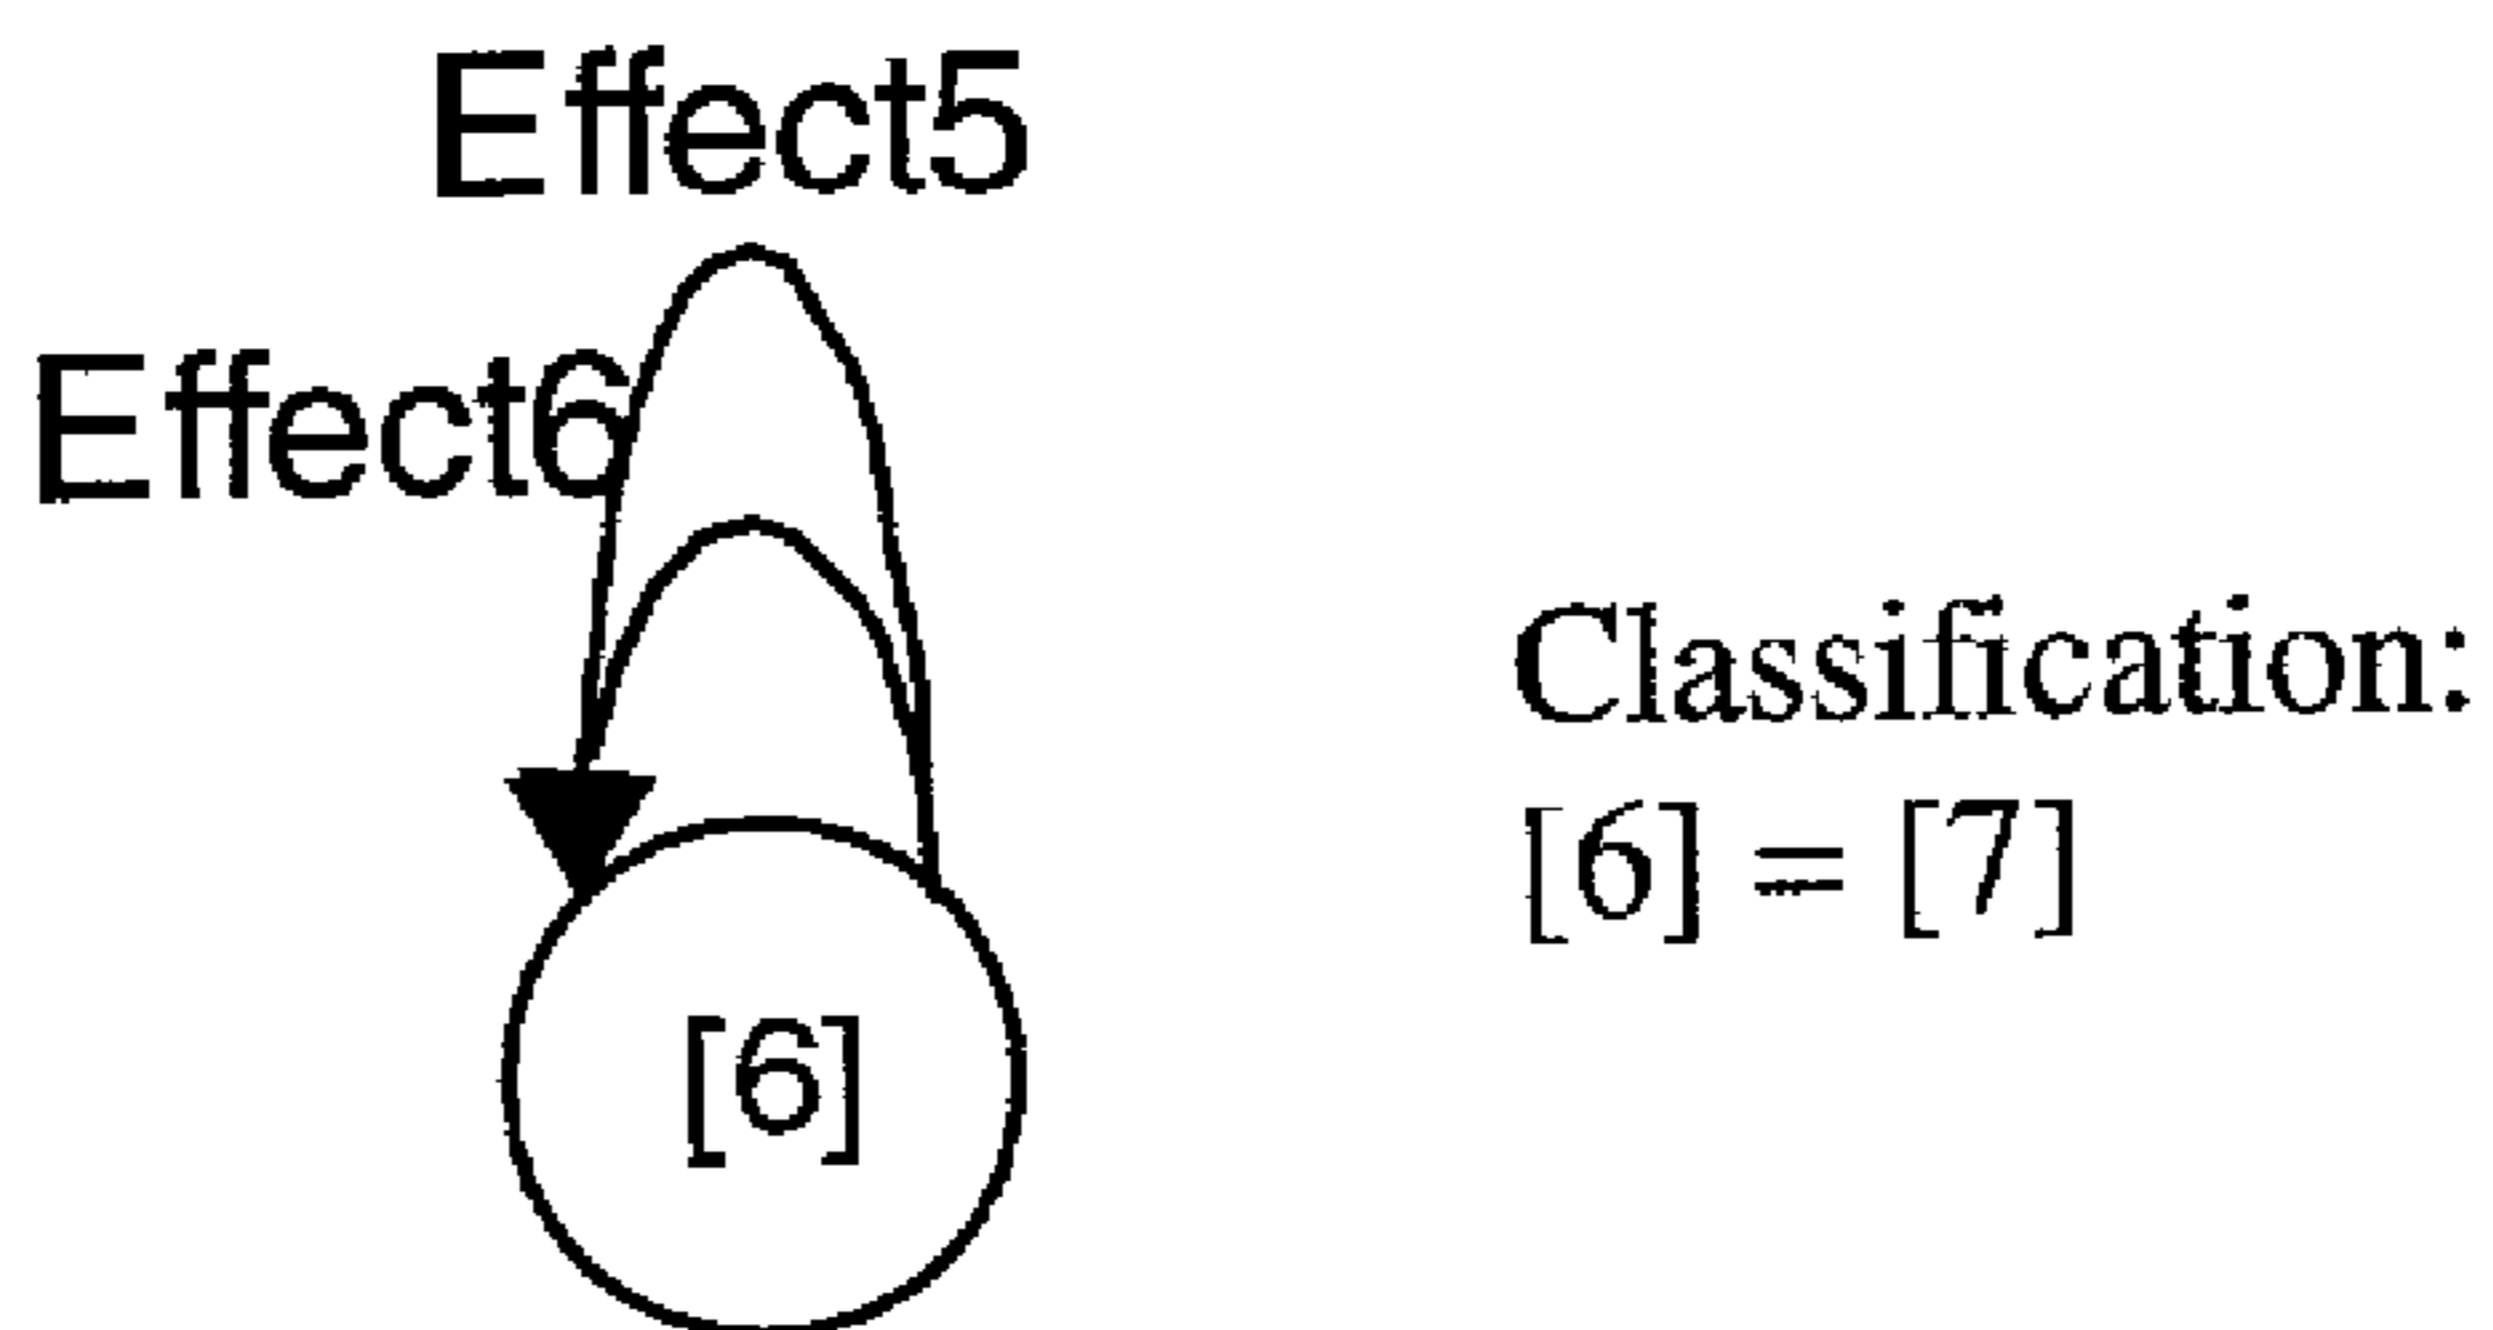 Effect5
Effect6
Classification:
[6] = [7]
[6]